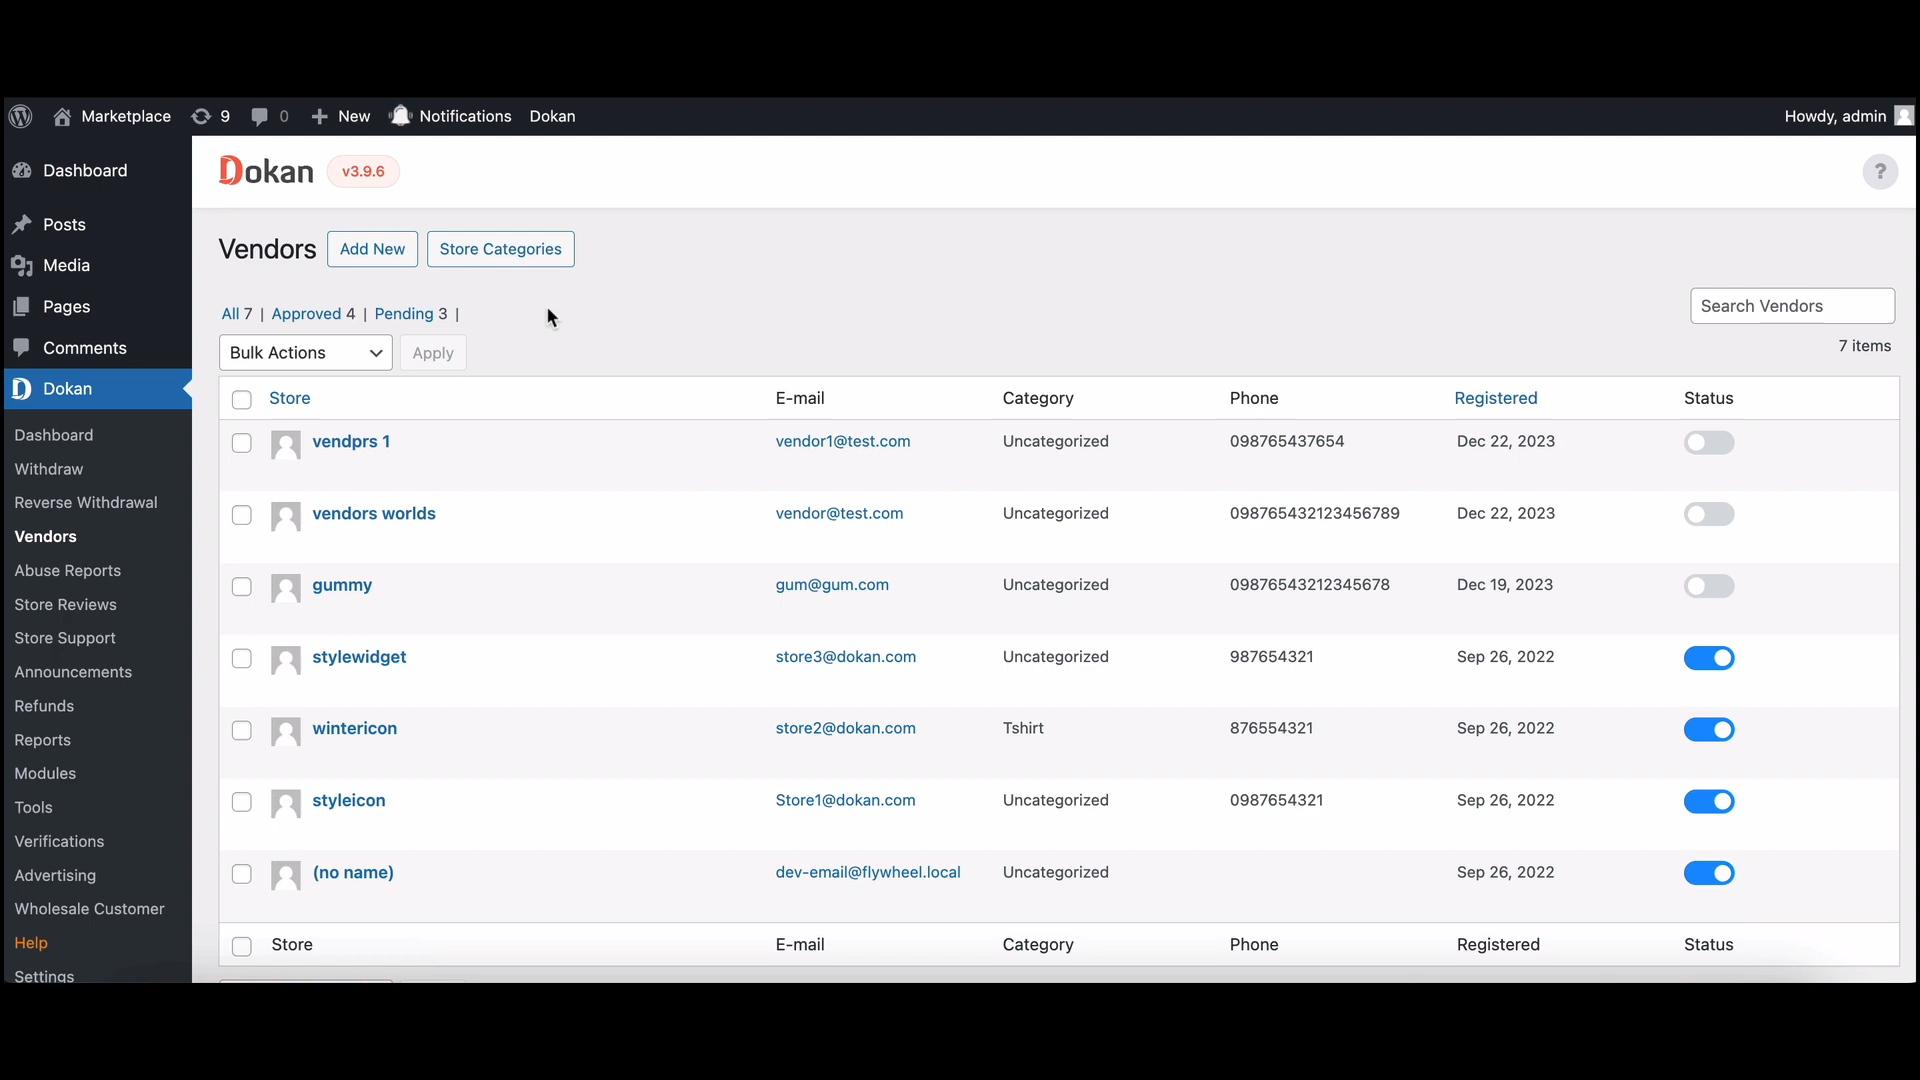 Marketplace 9 0 New Notifications Dokan Howdy, admin
Dashboard
Posts
Media
Pages
Comments
Dokan
Dashboard
Withdraw
Reverse Withdrawal
Vendors
Abuse Reports
Store Reviews
Store Support
Announcements
Refunds
Reports
Modules
Tools
Verifications
Advertising
Wholesale Customer
Help
Settings
Dokan v3.9.6 ?
Vendors Add New Store Categories
All 7 | Approved 4 | Pending 3 |
Search Vendors
Bulk Actions Apply
7 items
Store E-mail Category Phone Registered Status
vendprs 1 vendor1@test.com Uncategorized 098765437654 Dec 22, 2023
vendors worlds vendor@test.com Uncategorized 098765432123456789 Dec 22, 2023
gummy gum@gum.com Uncategorized 09876543212345678 Dec 19, 2023
stylewidget store3@dokan.com Uncategorized 987654321 Sep 26, 2022
wintericon store2@dokan.com Tshirt 876554321 Sep 26, 2022
styleicon Store1@dokan.com Uncategorized 0987654321 Sep 26, 2022
(no name) dev-email@flywheel.local Uncategorized Sep 26, 2022
Store E-mail Category Phone Registered Status